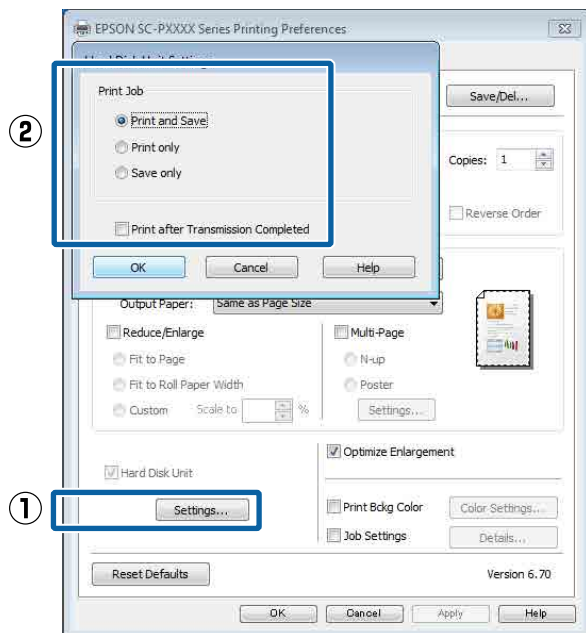 EPSON SC-PXXXX Series Printing Preferences
②
Print Job
Print and Save
Print only
Save only
Print after Transmission Completed
OK Cancel Help
Save/Del...
Copies: 1
Reverse Order
Output Paper: Same as Page Size
Reduce/Enlarge
Fit to Page
Fit to Roll Paper Width
Custom Scale to %
Multi-Page
N-up
Poster
Settings...
Optimize Enlargement
Hard Disk Unit
①
Settings...
Print Bckg Color Color Settings...
Job Settings Details...
Reset Defaults Version 6.70
OK Cancel Apply Help